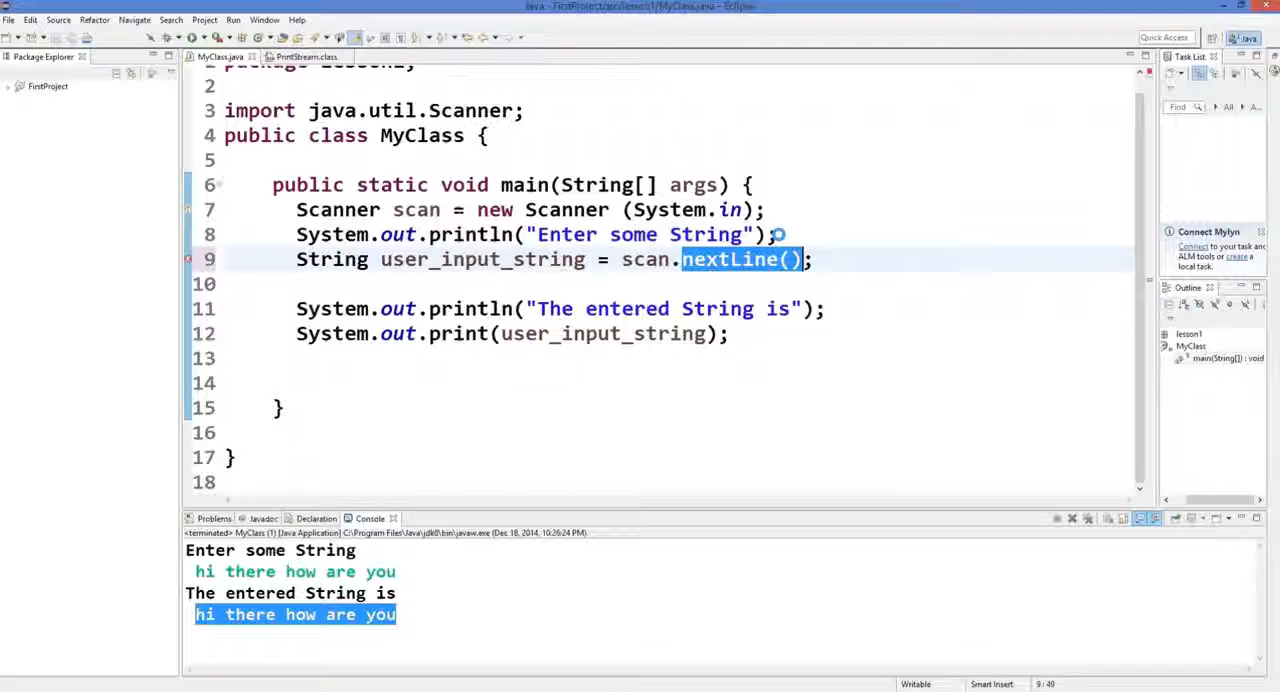 Java - FirstProject/src/lesson1/MyClass.java - Eclipse
File Edit Source Refactor Navigate Search Project Run Window Help
Quick Access Java
Package Explorer MyClass.java PrintStream.class Task List
FirstProject
Find All A...
2
3 import java.util.Scanner;
4 public class MyClass {
5
6 public static void main(String[] args) {
7 Scanner scan = new Scanner (System.in);
8 System.out.println("Enter some String");
9 String user_input_string = scan.nextLine();
10
11 System.out.println("The entered String is");
12 System.out.print(user_input_string);
13
14
15 }
16
17 }
18
Connect Mylyn
Connect to your task and
ALM tools or create a
local task.
Outline
lesson1
MyClass
main(String[]) : void
Problems Javadoc Declaration Console
<terminated> MyClass (1) [Java Application] C:\Program Files\Java\jdk8\bin\javaw.exe (Dec 18, 2014, 10:26:24 PM)
Enter some String
hi there how are you
The entered String is
hi there how are you
Writable Smart Insert 9 : 49